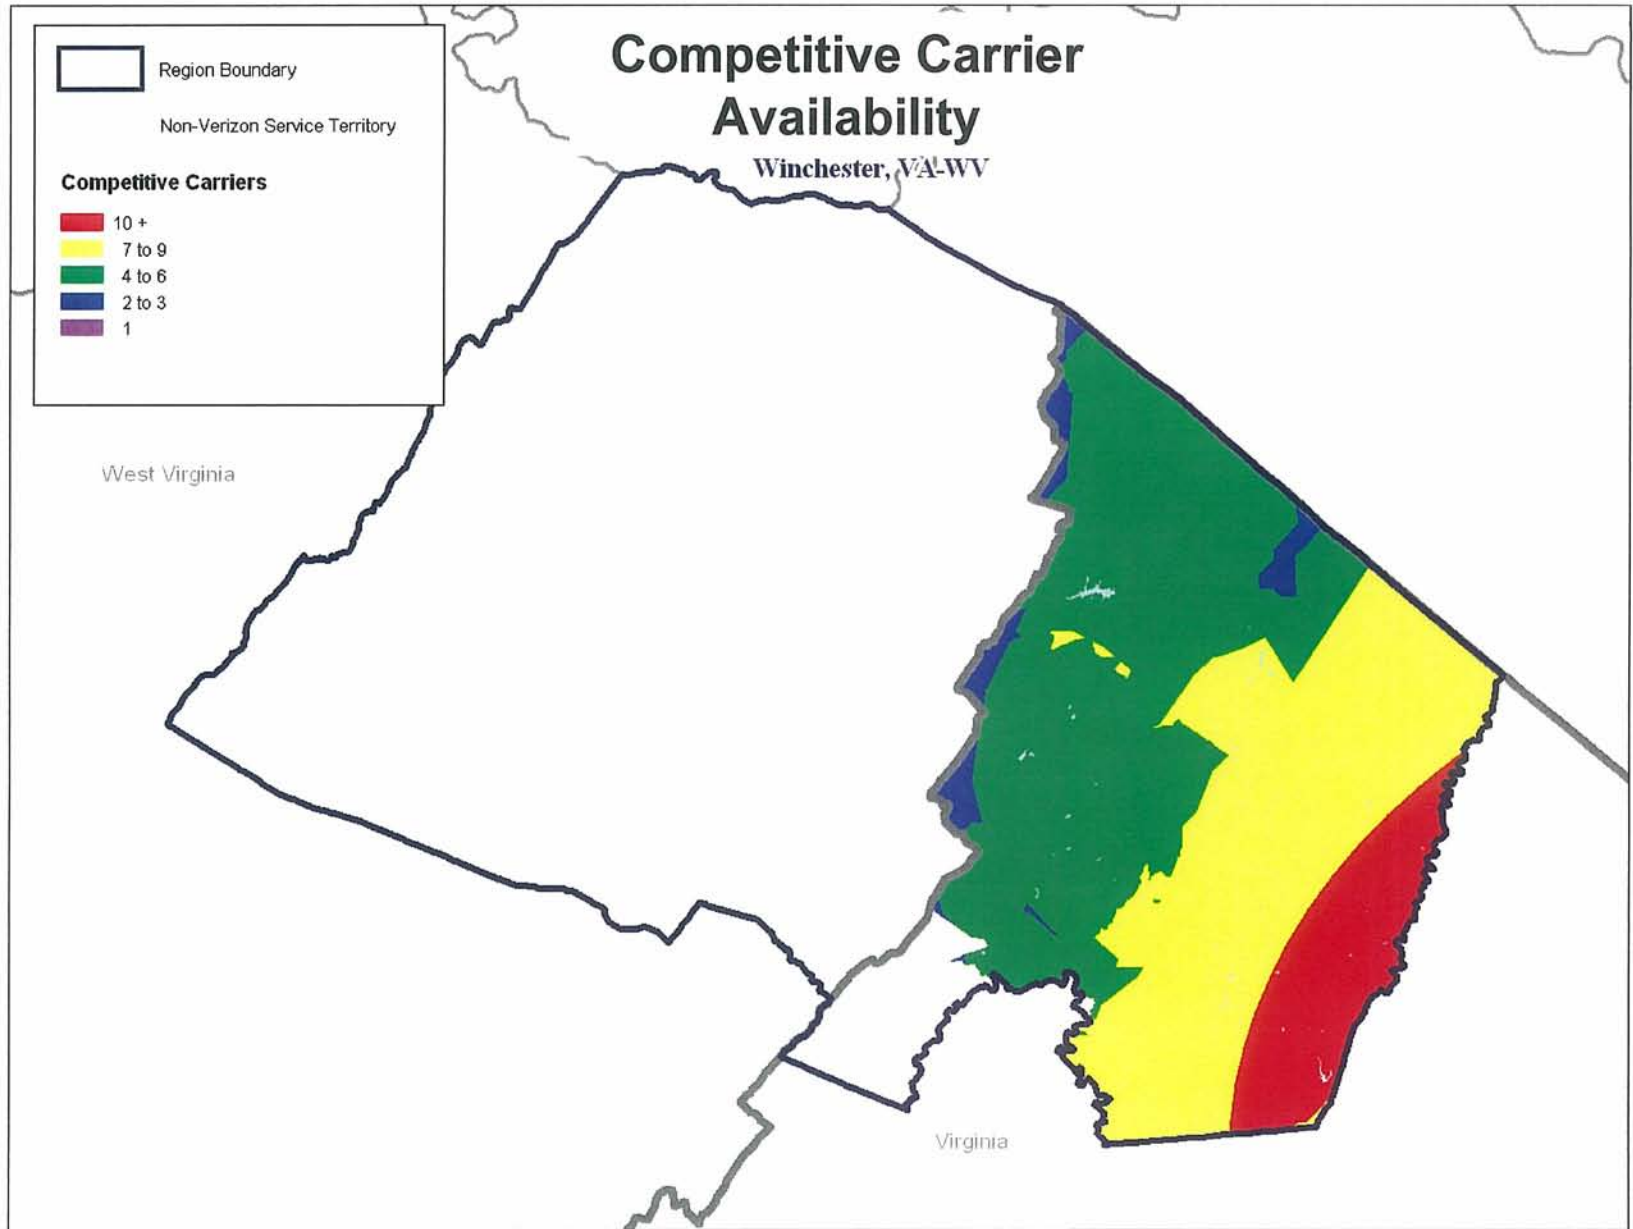 Competitive Carrier
Availability
Winchester, VA-WV
Region Boundary
Non-Verizon Service Territory
Competitive Carriers
10 +
7 to 9
4 to 6
2 to 3
1
West Virginia
Virginia